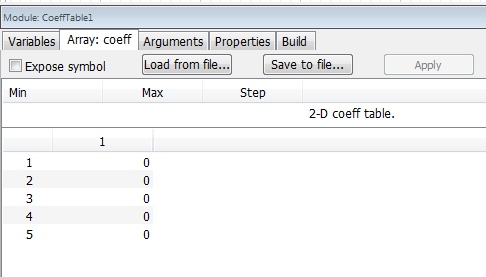 Module: CoeffTable1
Variables Array: coeff Arguments Properties Build
Expose symbol Load from file... Save to file... Apply
Min Max Step
2-D coeff table.
1
1 0
2 0
3 0
4 0
5 0